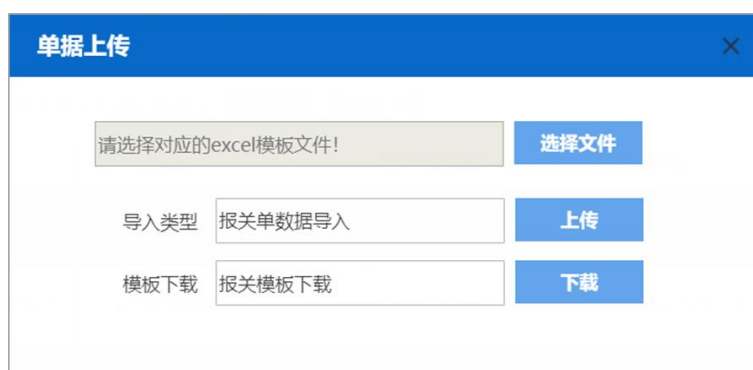 单据上传
请选择对应的excel模板文件！ 选择文件
导入类型 报关单数据导入 上传
模板下载 报关模板下载 下载